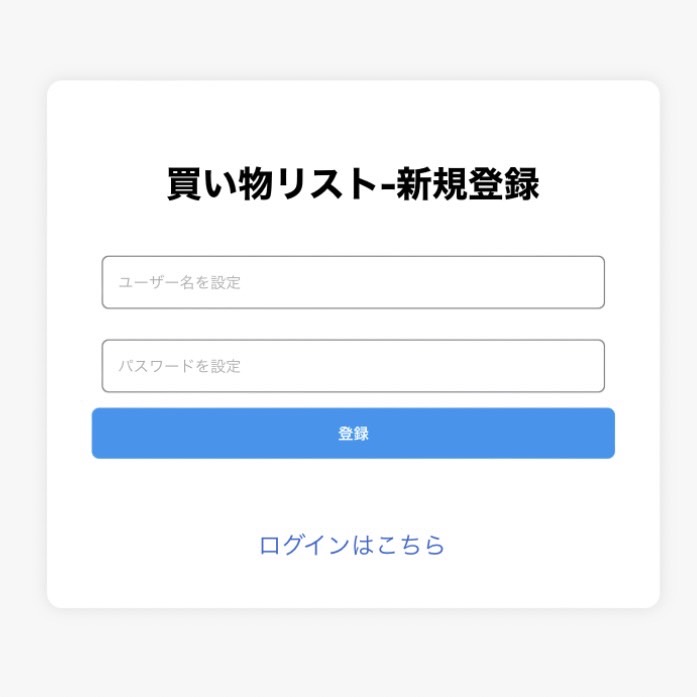 買い物リスト-新規登録
ユーザー名を設定
パスワードを設定
登録
ログインはこちら